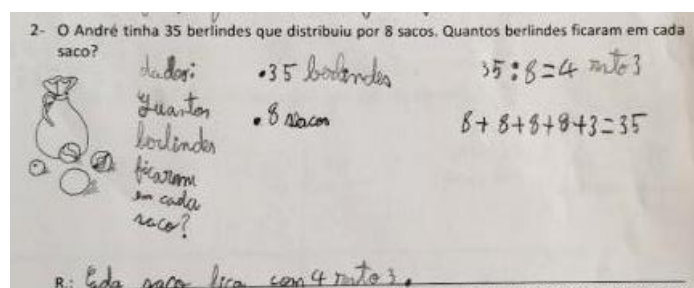 2- O André tinha 35 berlindes que distribuiu por 8 sacos. Quantos berlindes ficaram em cada
saco?
dados:
Quantos
berlindes
ficaram
em cada
saco?
•35 berlindes
•8 sacos
35:8=4 resto 3
8+8+8+8+3=35
R.: Cada saco fica com 4 resto 3.